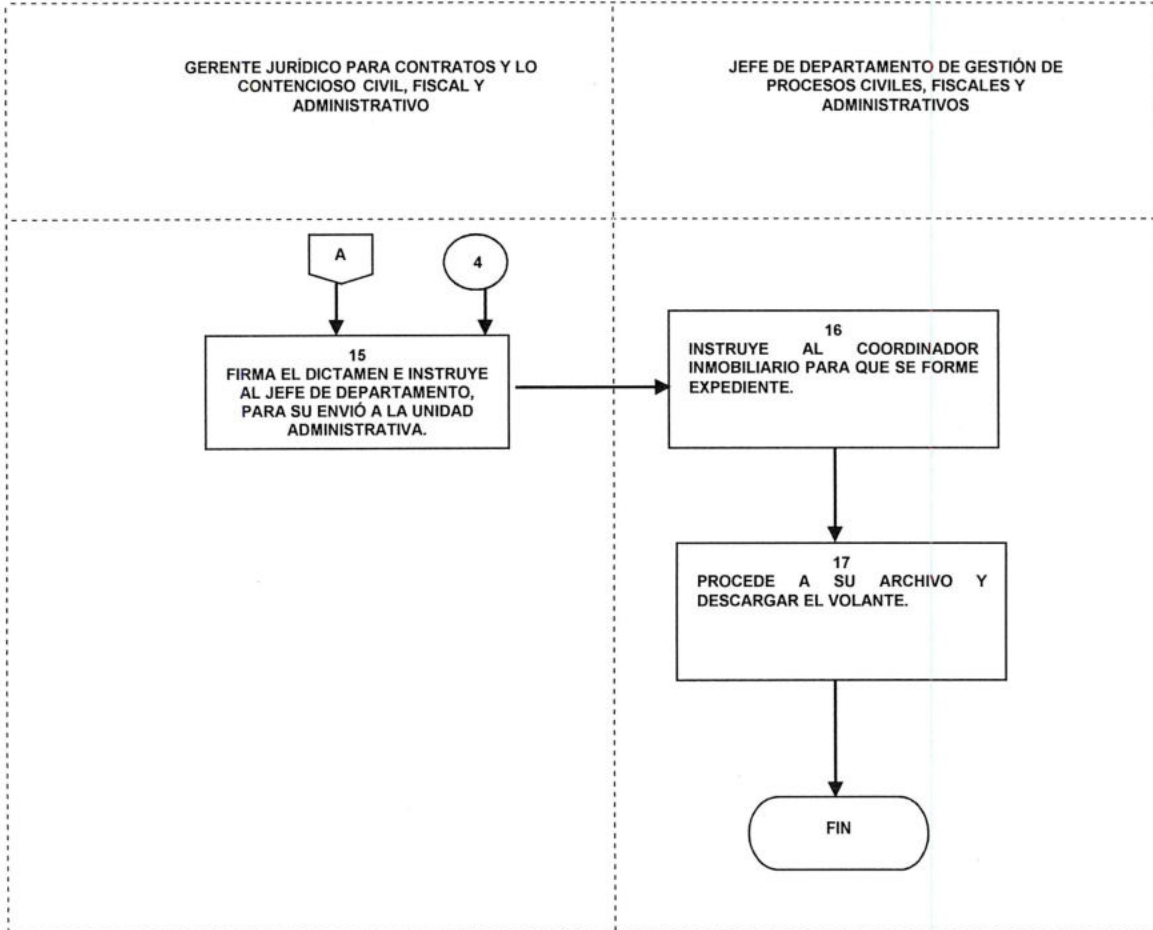 GERENTE JURÍDICO PARA CONTRATOS Y LO
CONTENCIOSO CIVIL, FISCAL Y
ADMINISTRATIVO
JEFE DE DEPARTAMENTO DE GESTIÓN DE
PROCESOS CIVILES, FISCALES Y
ADMINISTRATIVOS
A
4
15
FIRMA EL DICTAMEN E INSTRUYE
AL JEFE DE DEPARTAMENTO,
PARA SU ENVIÓ A LA UNIDAD
ADMINISTRATIVA.
16
INSTRUYE AL COORDINADOR
INMOBILIARIO PARA QUE SE FORME
EXPEDIENTE.
17
PROCEDE A SU ARCHIVO Y
DESCARGAR EL VOLANTE.
FIN